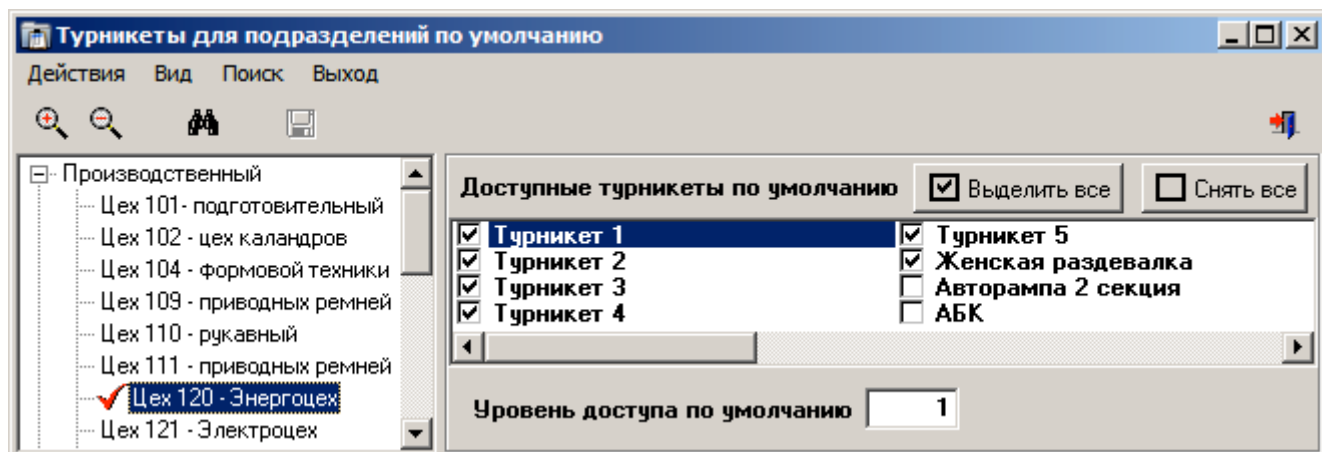 Турникеты для подразделений по умолчанию
Действия Вид Поиск Выход
Производственный
Цех 101- подготовительный
Цех 102 - цех каландров
Цех 104 - формовой техники
Цех 109 - приводных ремней
Цех 110 - рукавный
Цех 111 - приводных ремней
Цех 120 - Энергоцех
Цех 121 - Электроцех
Доступные турникеты по умолчанию Выделить все Снять все
Турникет 1 Турникет 5
Турникет 2 Женская раздевалка
Турникет 3 Авторампа 2 секция
Турникет 4 АБК
Уровень доступа по умолчанию 1